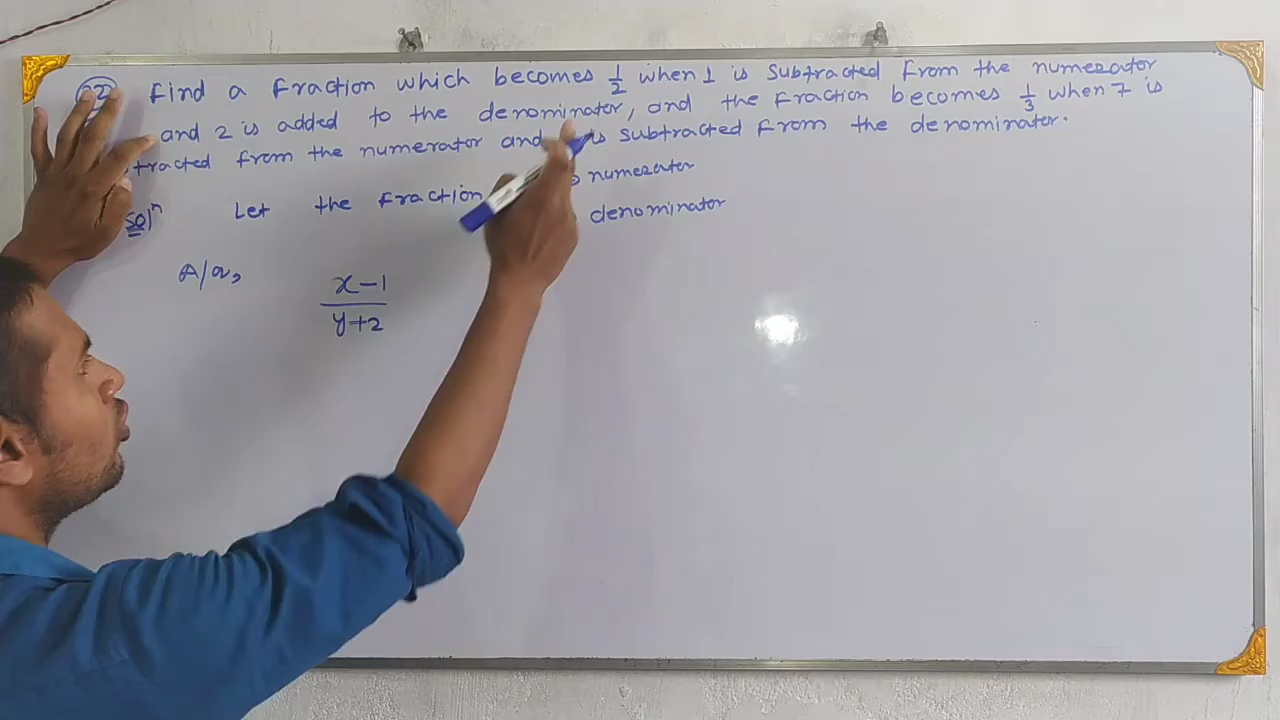 Find a fraction which becomes 1/2 when 1 is subtracted from the numerator
and 2 is added to the denominator, and the fraction becomes 1/3 when 7 is
tracted from the numerator and is subtracted from the denominator.
Solⁿ Let the fraction numerator
denominator
A/q,
x-1
y+2